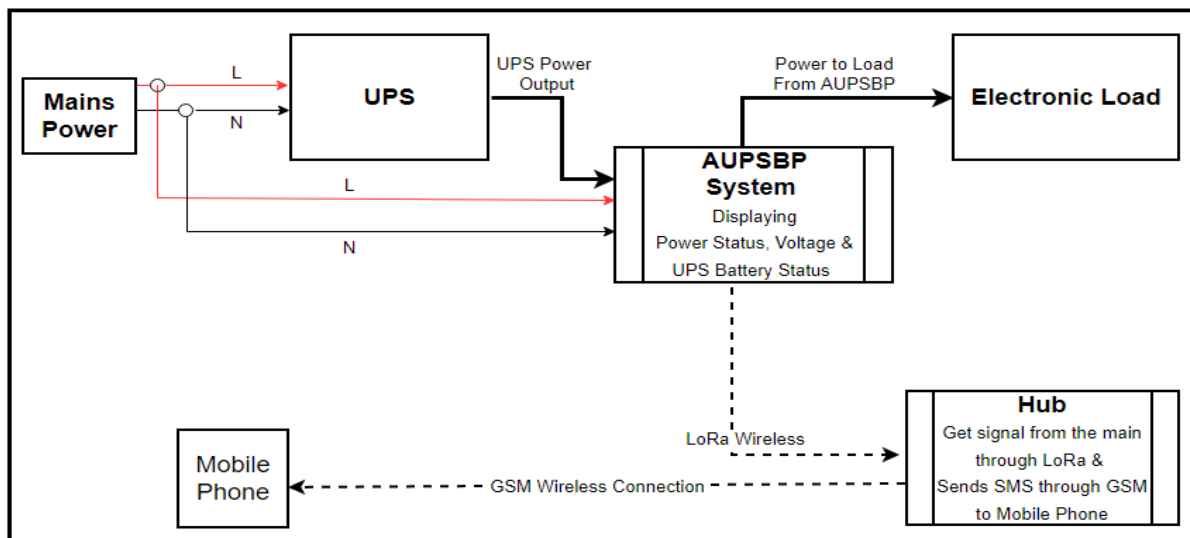 Mains
Power
L
N
UPS
UPS Power
Output
Power to Load
From AUPSBP
Electronic Load
L
N
AUPSBP
System
Displaying
Power Status, Voltage &
UPS Battery Status
LoRa Wireless
Hub
Get signal from the main
through LoRa &
Sends SMS through GSM
to Mobile Phone
GSM Wireless Connection
Mobile
Phone